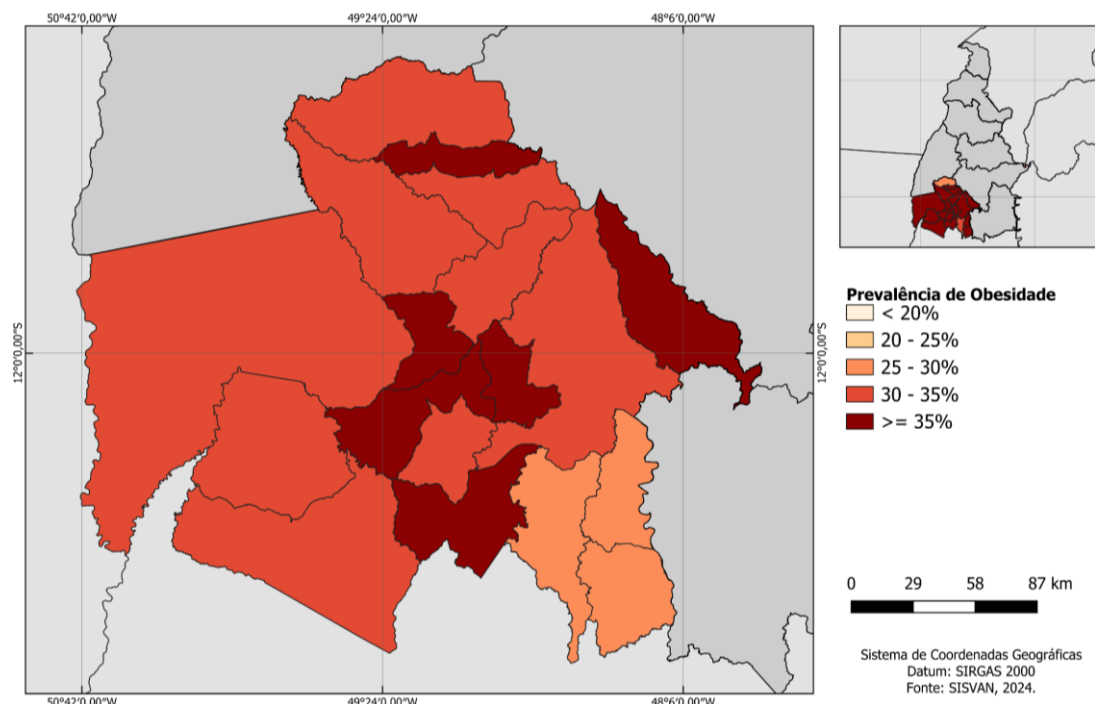 50°42'0,00"W
49°24'0,00"W
48°6'0,00"W
12°0'0,00"S
12°0'0,00"S
Prevalência de Obesidade
< 20%
20 - 25%
25 - 30%
30 - 35%
>= 35%
0 29 58 87 km
Sistema de Coordenadas Geográficas
Datum: SIRGAS 2000
Fonte: SISVAN, 2024.
50°42'0,00"W
49°24'0,00"W
48°6'0,00"W